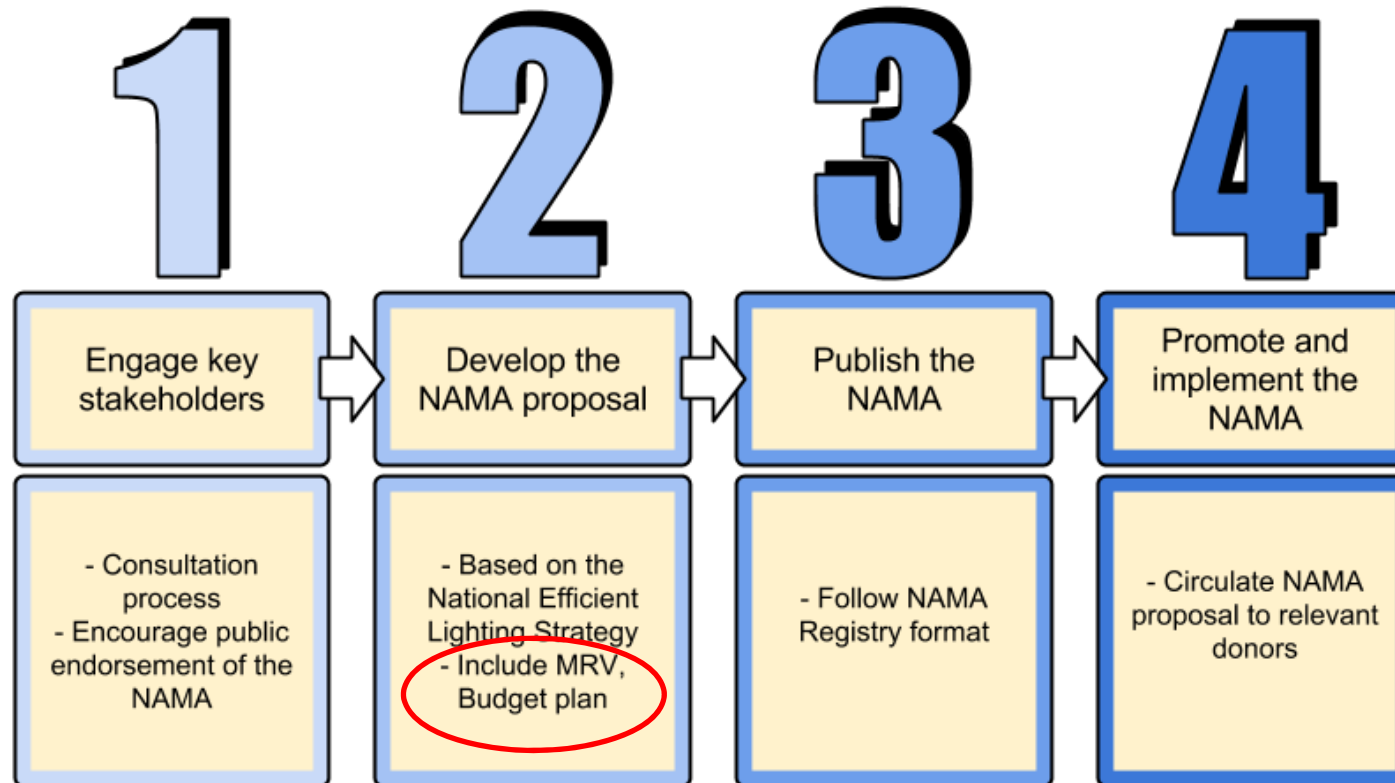 1
2
3
4
Engage key
stakeholders
Develop the
NAMA proposal
Publish the
NAMA
Promote and
implement the
NAMA
- Consultation
process
- Encourage public
endorsement of the
NAMA
- Based on the
National Efficient
Lighting Strategy
- Include MRV,
Budget plan
- Follow NAMA
Registry format
- Circulate NAMA
proposal to relevant
donors